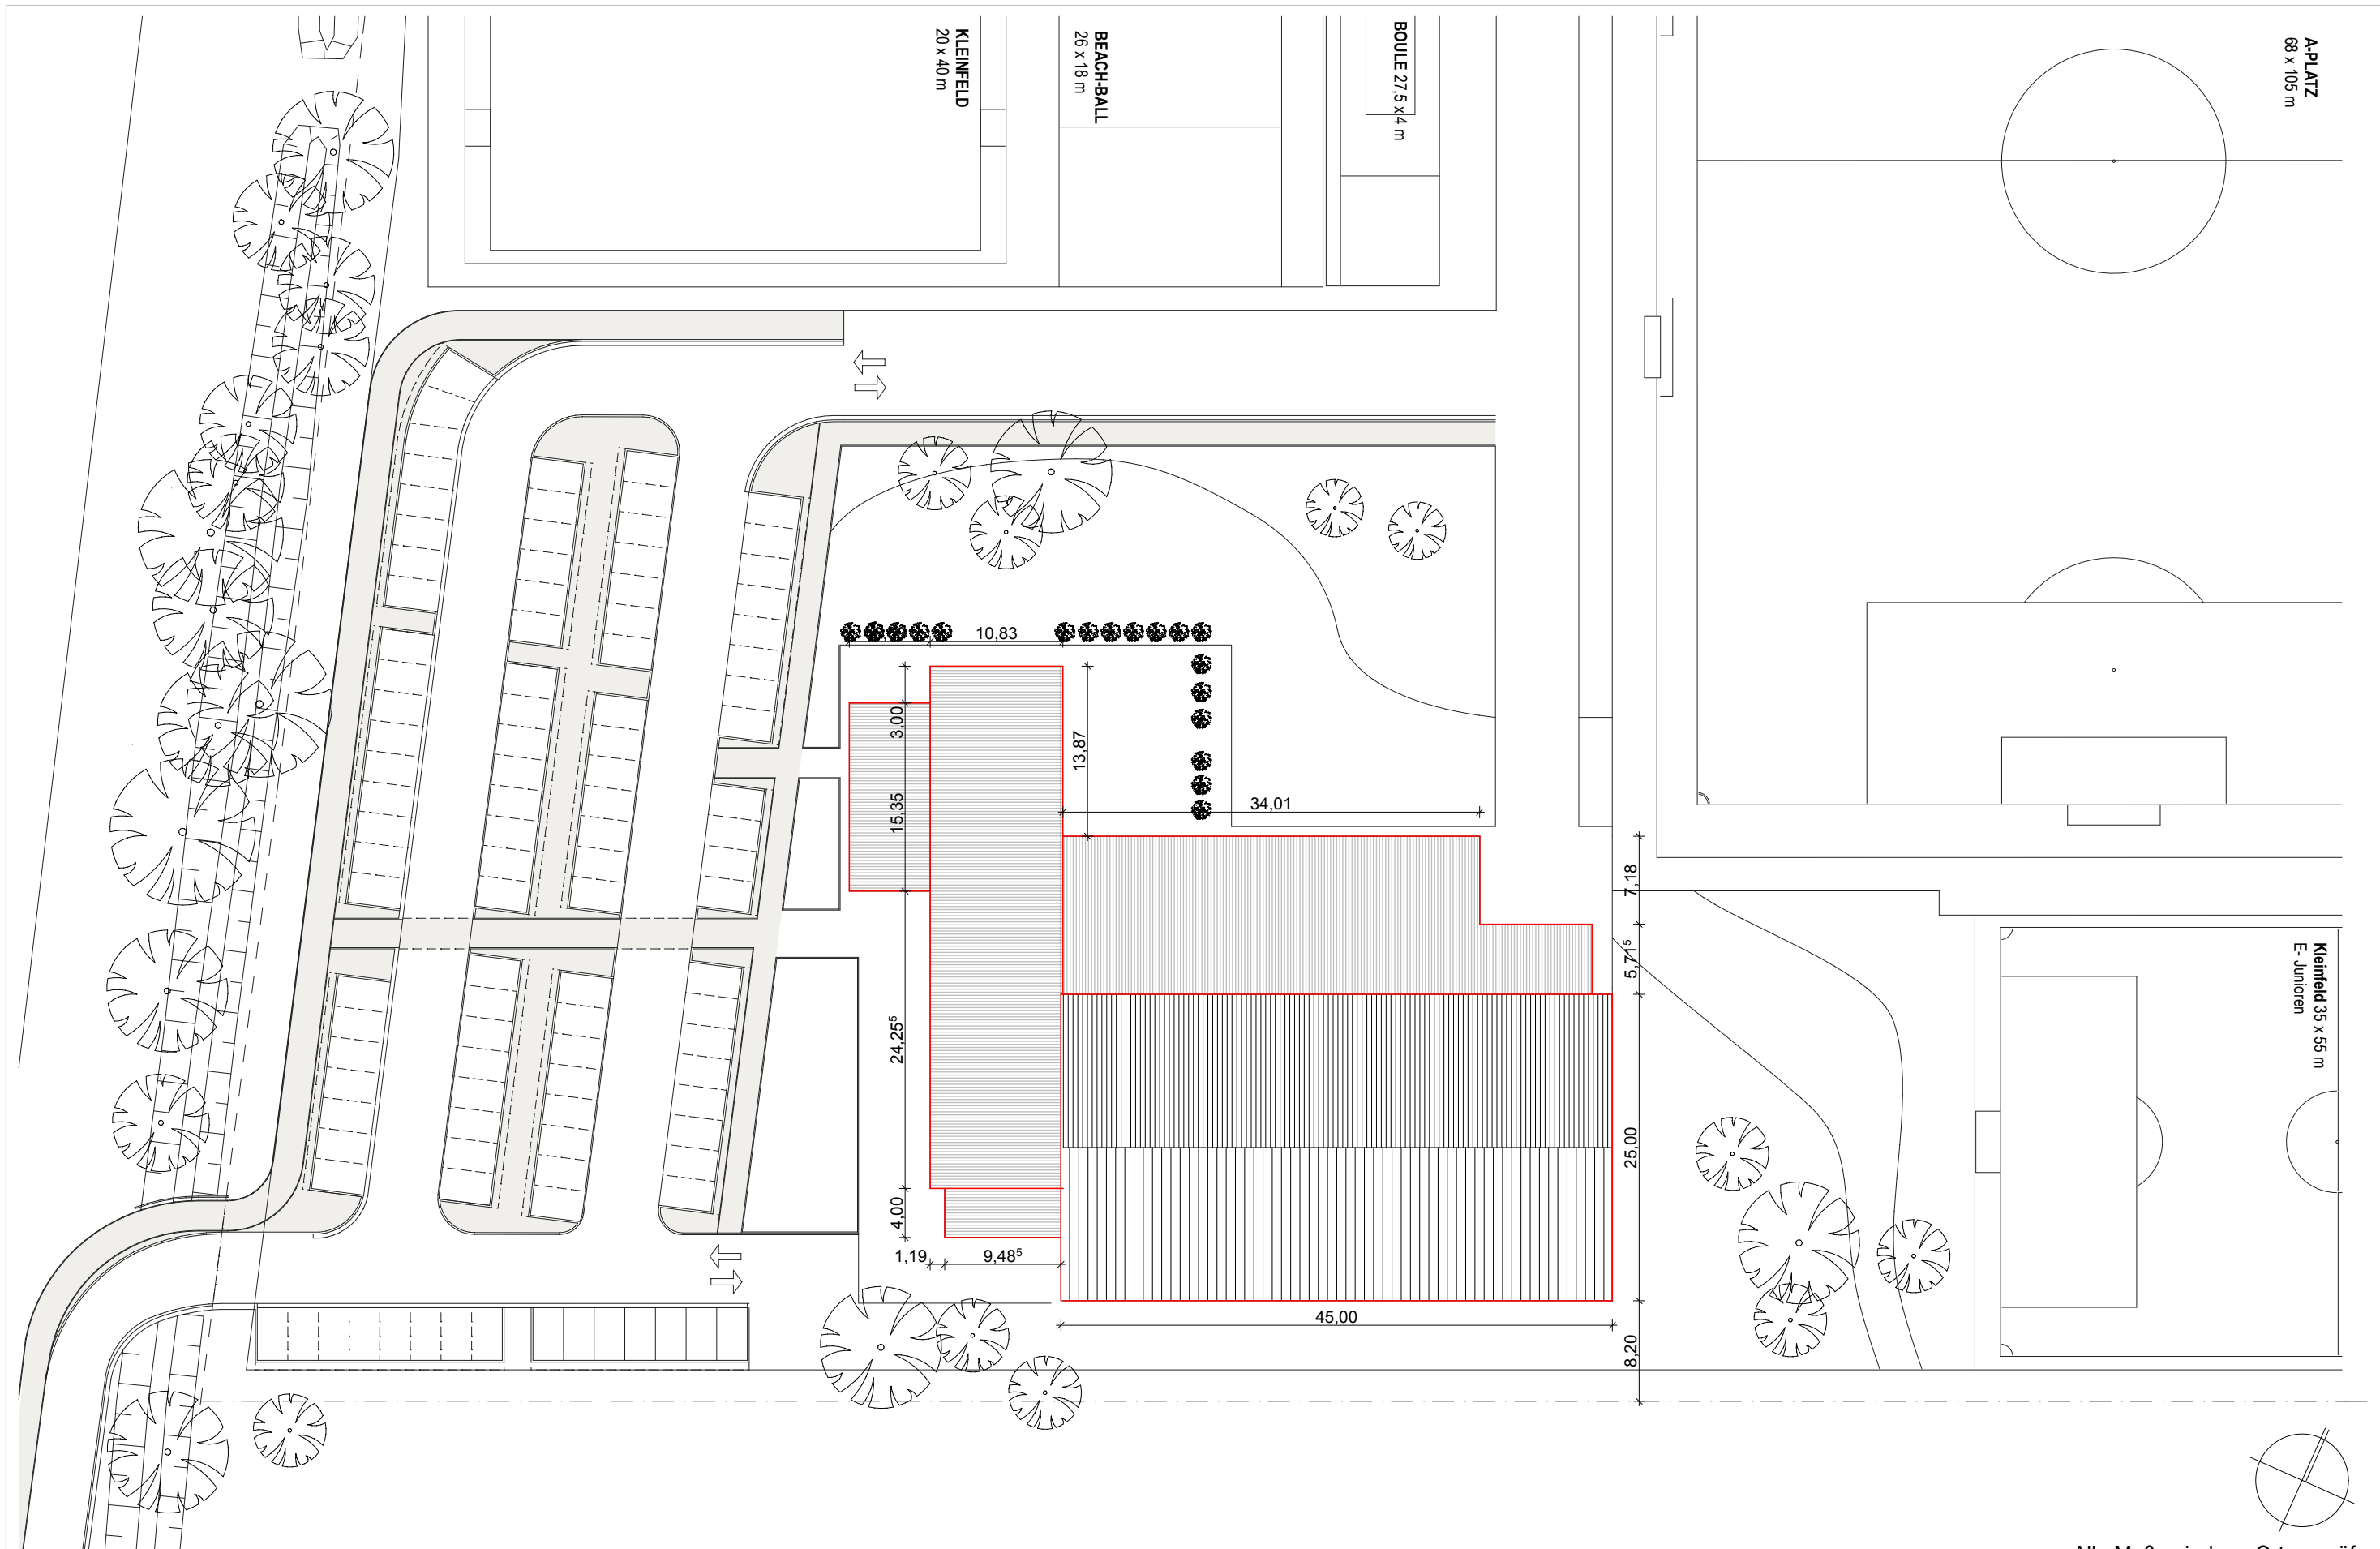 KLEINFELD
20 x 40 m
BEACH-BALL
26 x 18 m
BOULE 27,5 x 4 m
A-PLATZ
68 x 105 m
10,83
3,00
13,87
15,35
34,01
7,18
5,71⁵
Kleinfeld 35 x 55 m
E- Junioren
24,25⁵
25,00
4,00
1,19
9,48⁵
45,00
8,20